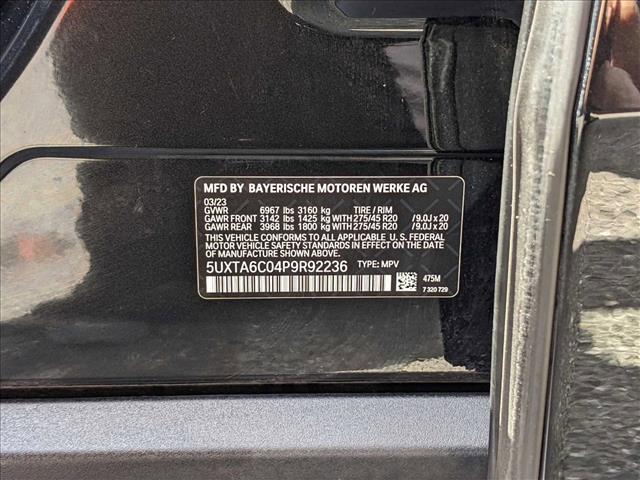 MFD BY BAYERISCHE MOTOREN WERKE AG
03/23
GVWR 6967 lbs 3160 kg TIRE / RIM
GAWR FRONT 3142 lbs 1425 KG WITH 275/45 R20 / 9.0J x 20
GAWR REAR 3968 lbs 1800 KG WITH 275/45 R20 / 9.0J x 20
THIS VEHICLE CONFORMS TO ALL APPLICABLE U. S. FEDERAL
MOTOR VEHICLE SAFETY STANDARDS IN EFFECT ON THE DATE OF
MANUFACTURE SHOWN ABOVE.
5UXTA6C04P9R92236 TYPE: MPV
475M
7 320 729